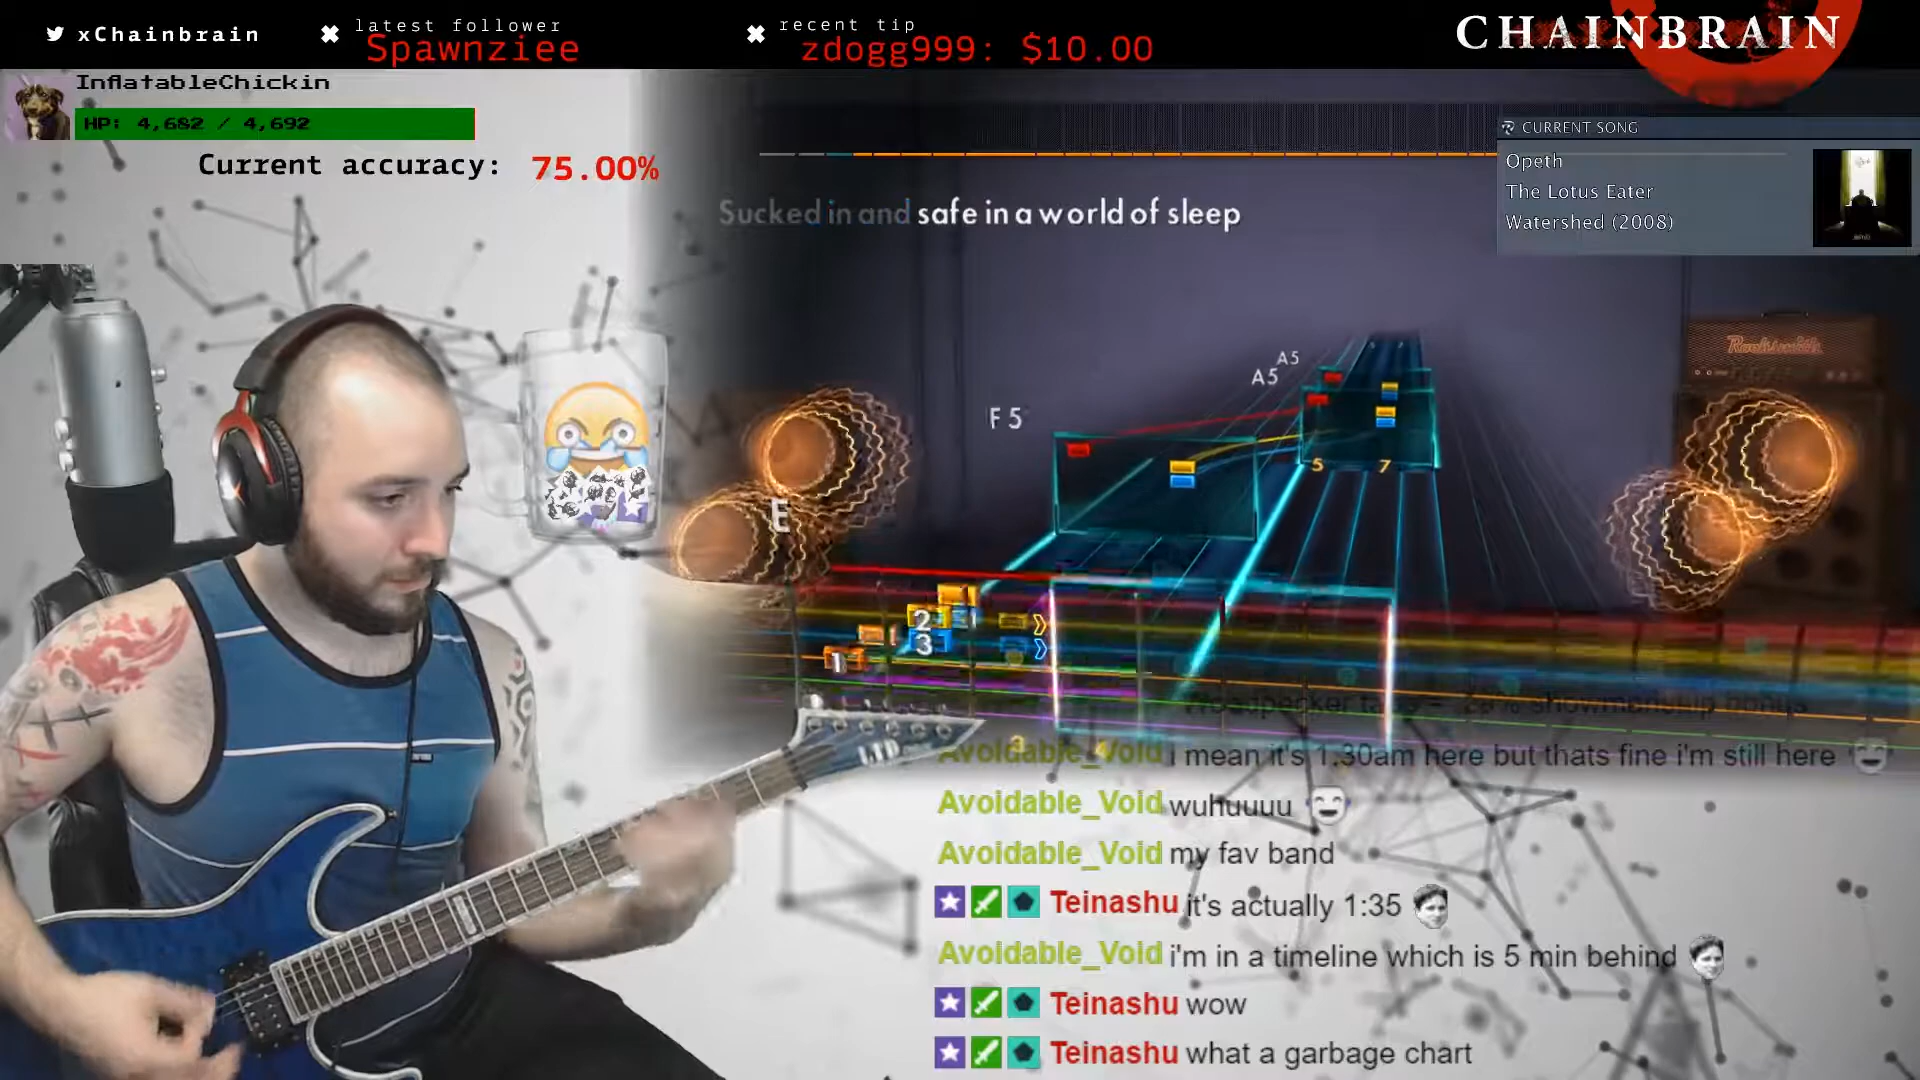 xChainbrain
latest follower
Spawnziee
recent tip
zdogg999: $10.00
CHAINBRAIN
InflatableChickin
HP: 4,682 / 4,692
Current accuracy: 75.00%
CURRENT SONG
Opeth
The Lotus Eater
Watershed (2008)
Sucked in and safe in a world of sleep
Rocksmith
A5
A5
F5
5 7
E
2
3
1
LTD
Avoidable_Void i mean it's 1.30am here but thats fine i'm still here
Avoidable_Void wuhuuuu
Avoidable_Void my fav band
Teinashu it's actually 1:35
Avoidable_Void i'm in a timeline which is 5 min behind
Teinashu wow
Teinashu what a garbage chart